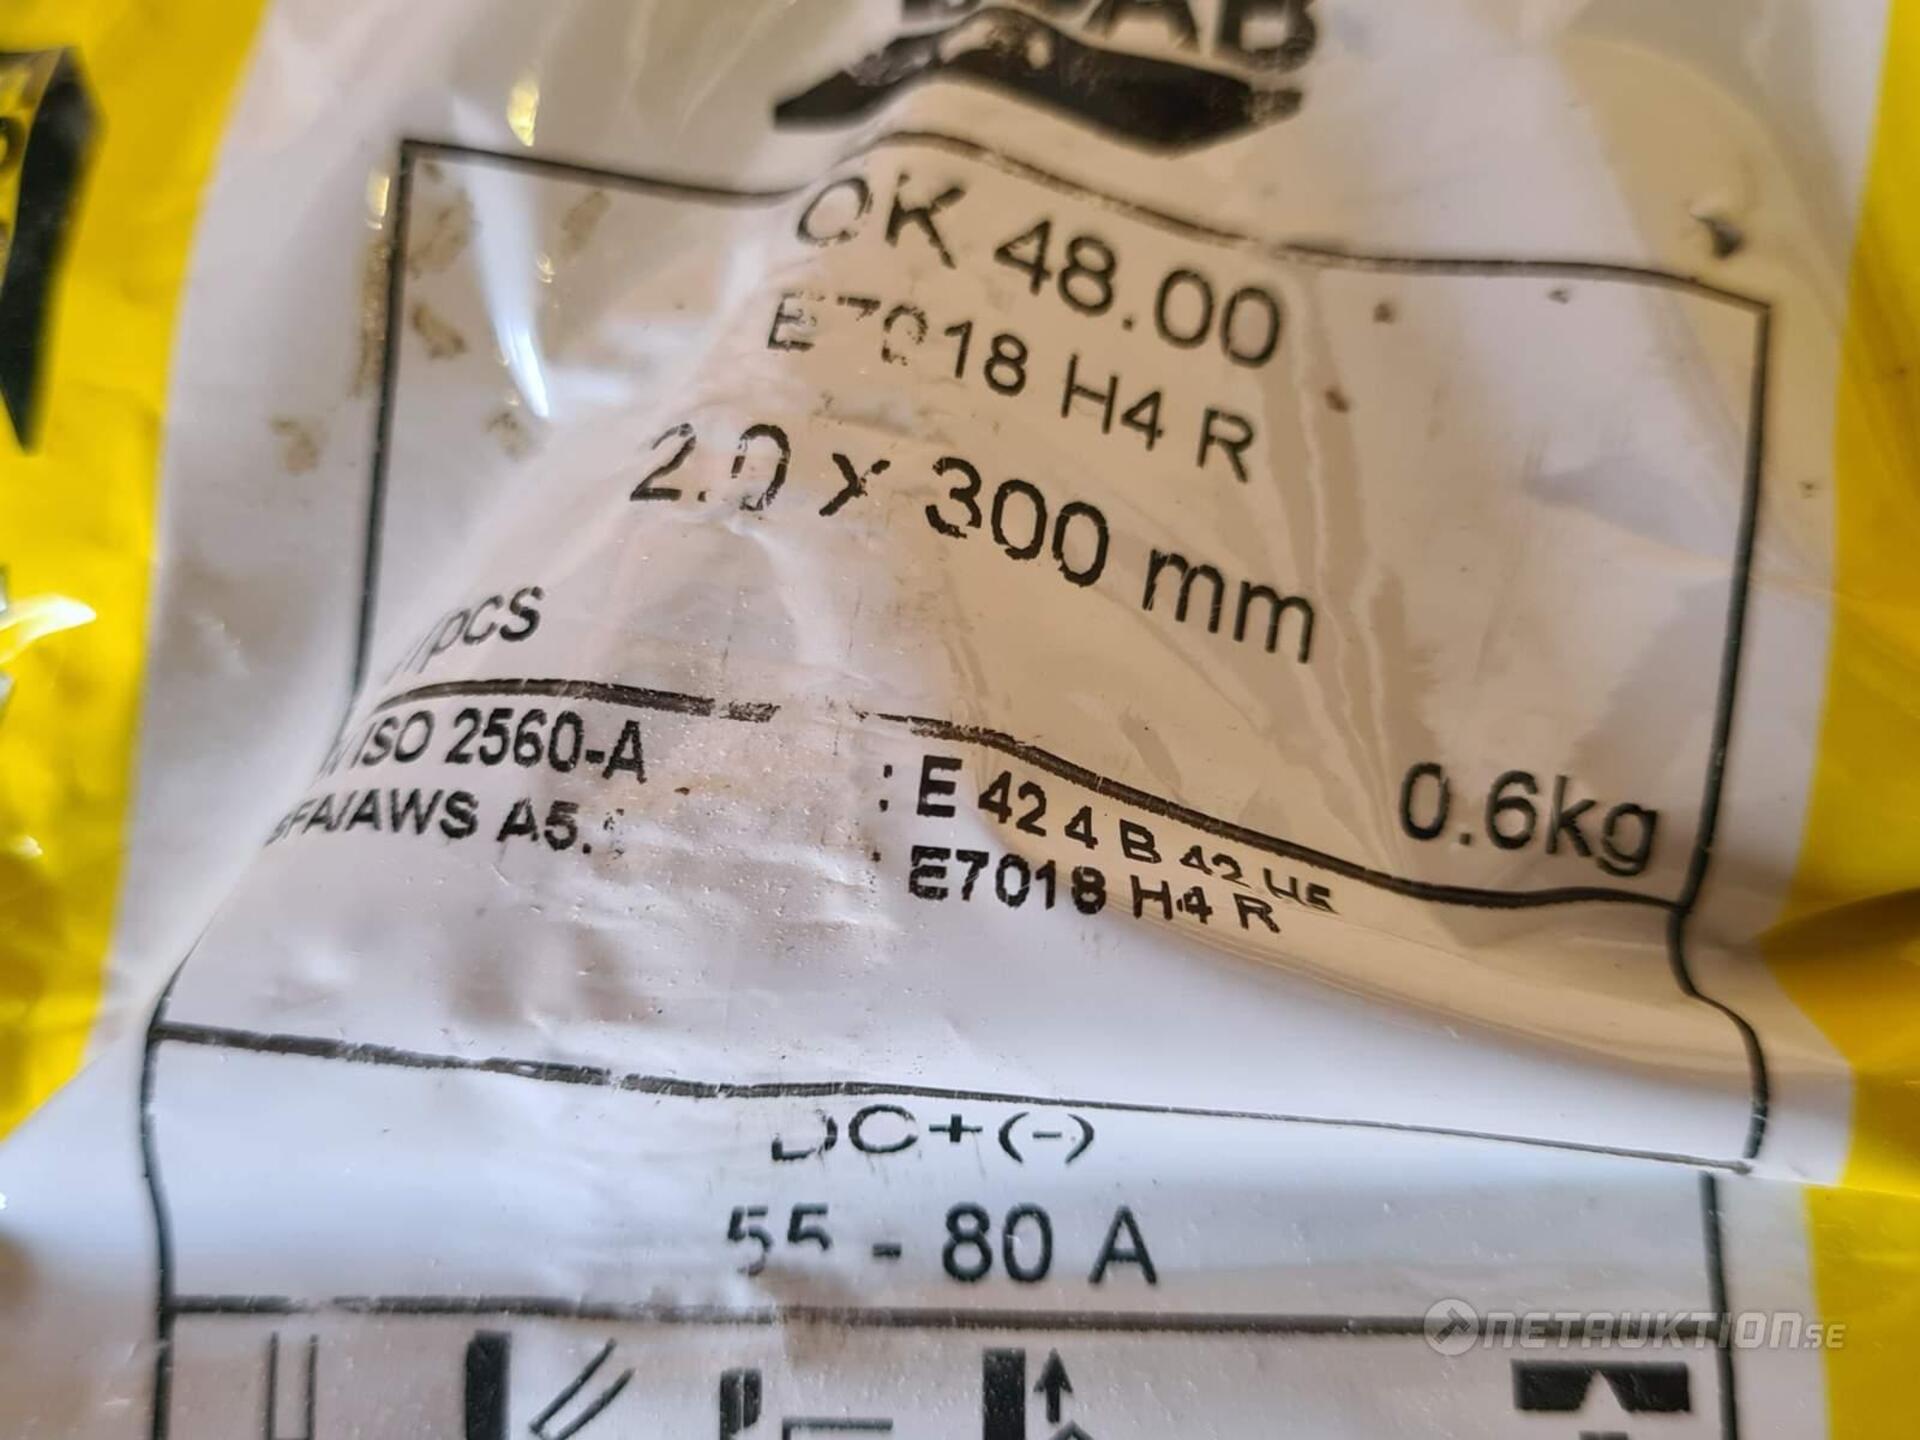 OK 48.00
E7018 H4 R
2.0 x 300 mm
pcs
0.6kg
ISO 2560-A : E 42 4 B 42 H5
SFA/AWS A5. : E7018 H4 R
DC+(-)
55 - 80 A
NETAUKTION.SE